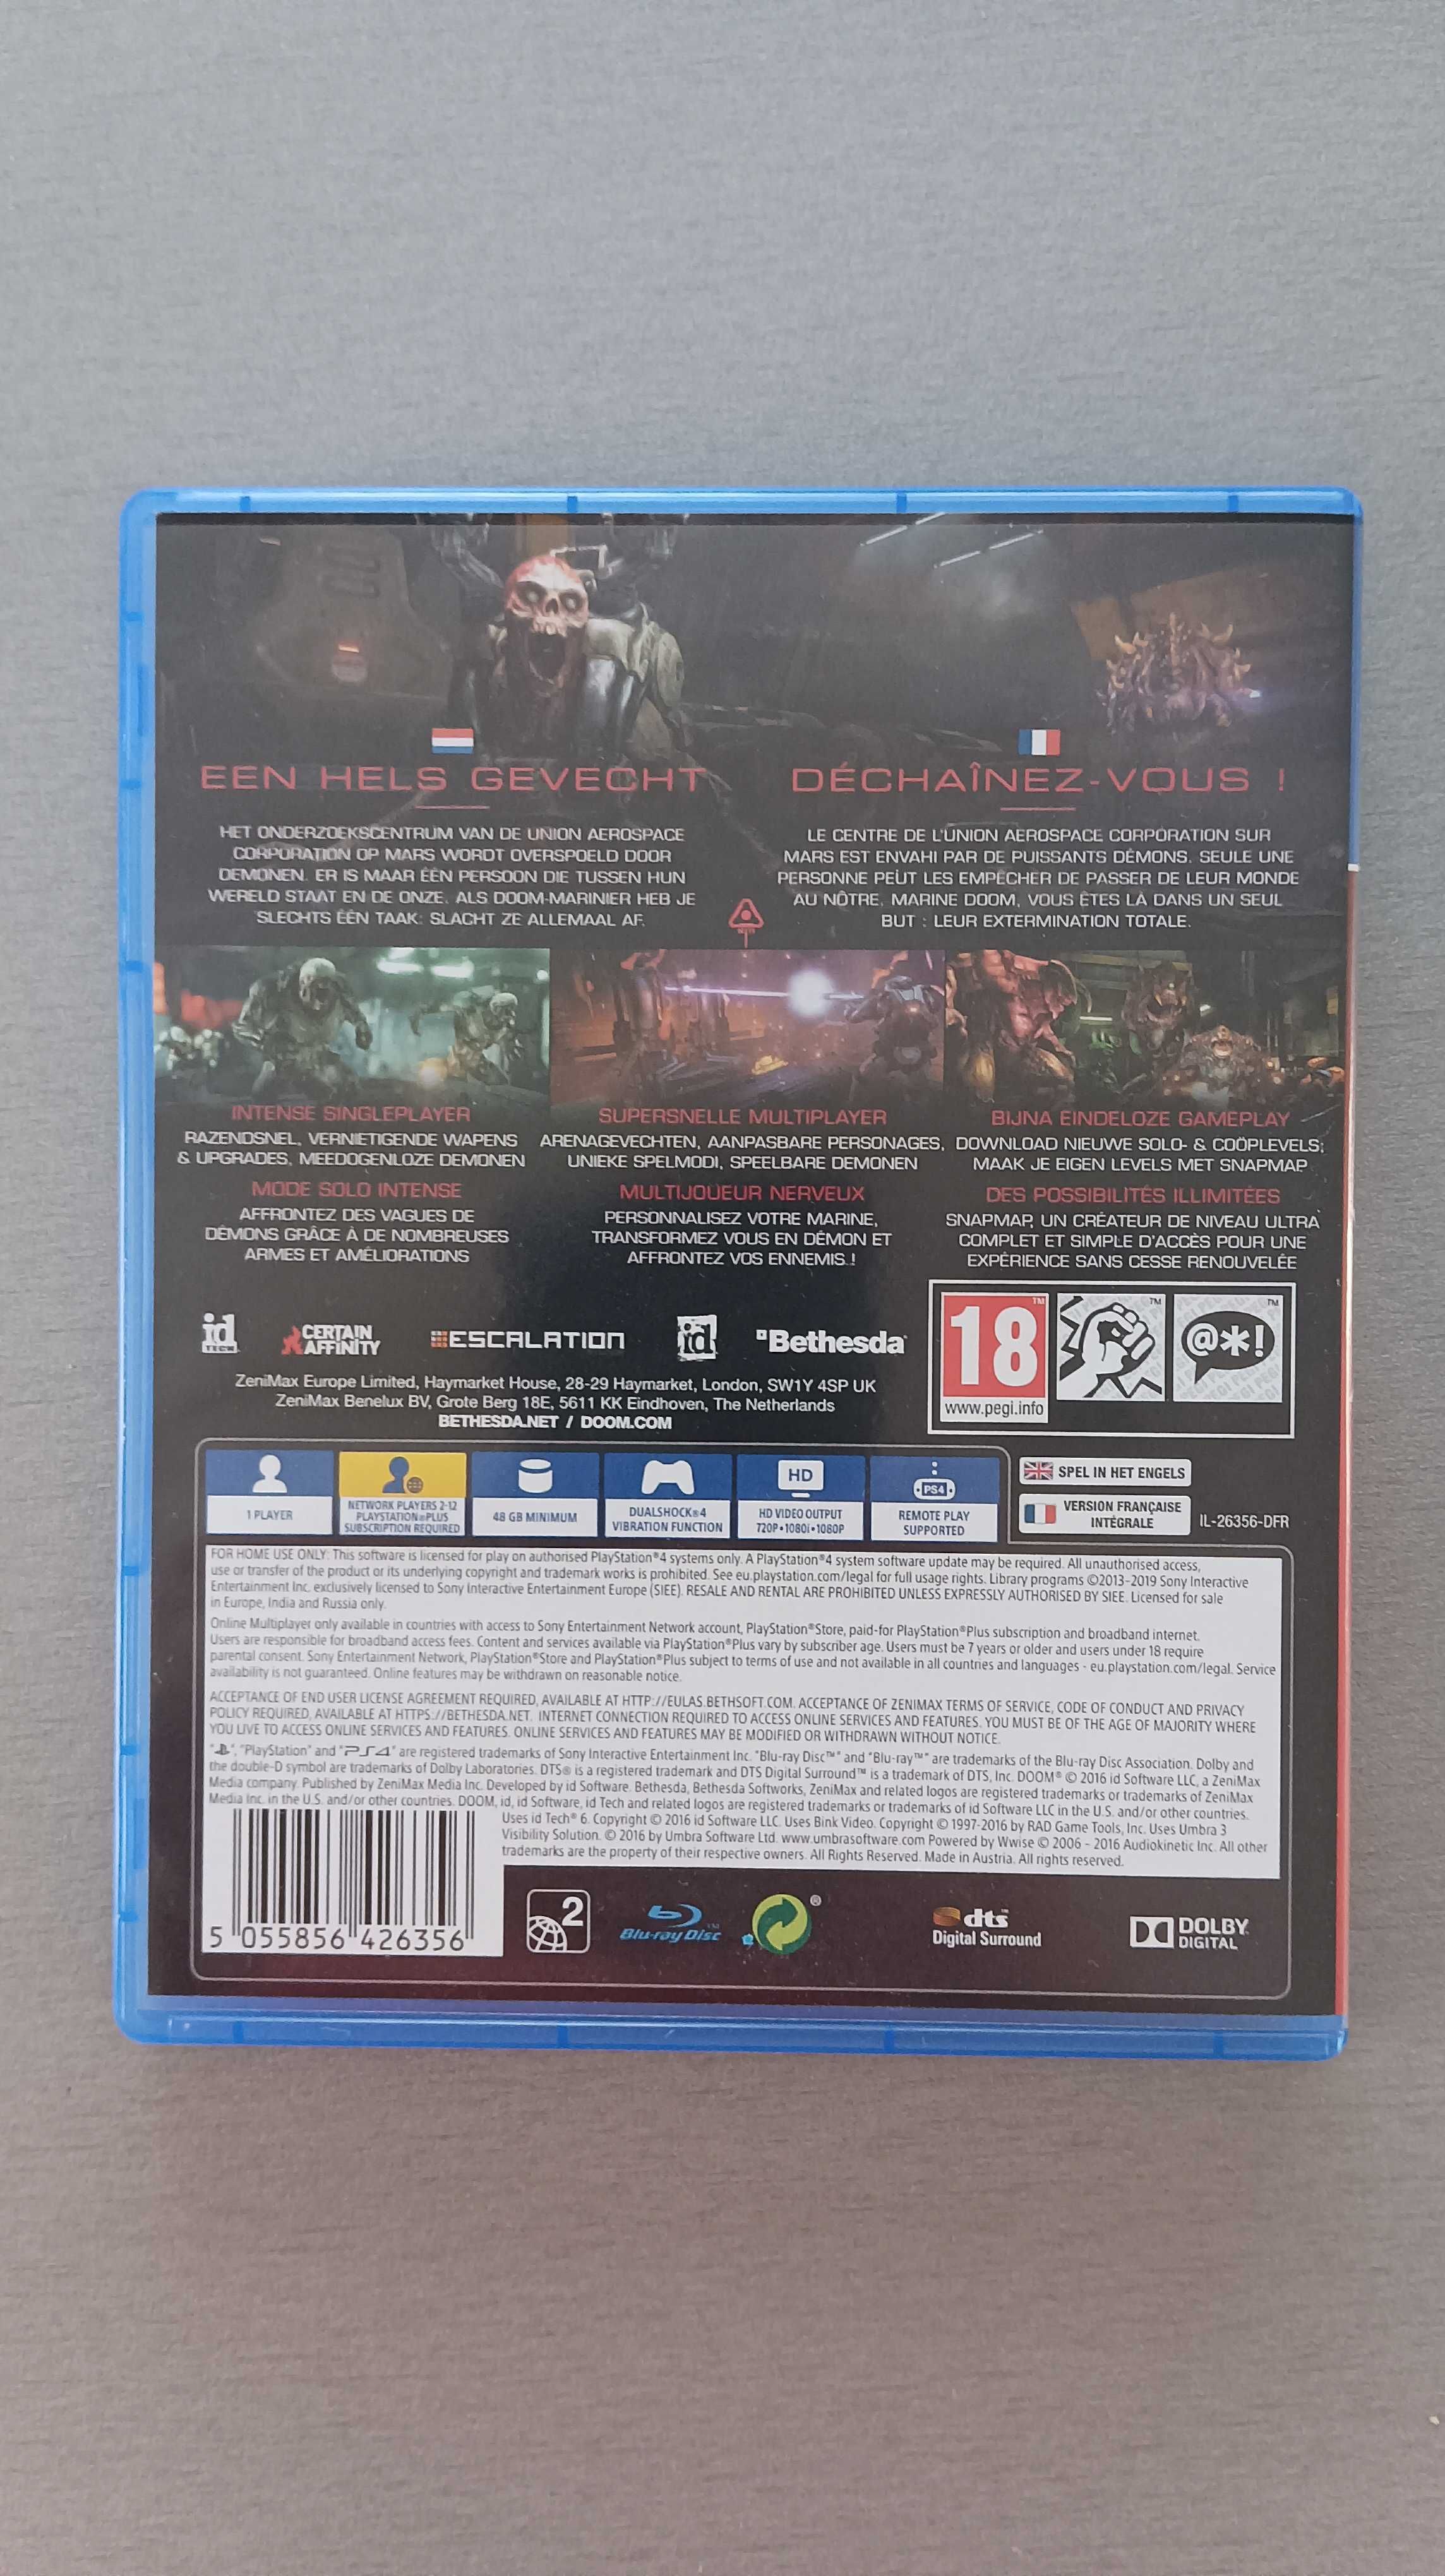 EEN HELS GEVECHT
HET ONDERZOEKSCENTRUM VAN DE UNION AEROSPACE
CORPORATION OP MARS WORDT OVERSPOELD DOOR
DEMONEN. ER IS MAAR ÉÉN PERSOON DIE TUSSEN HUN
WERELD STAAT EN DE ONZE. ALS DOOM-MARINIER HEB JE
SLECHTS ÉÉN TAAK: SLACHT ZE ALLEMAAL AF.
DÉCHAÎNEZ-VOUS !
LE CENTRE DE L'UNION AEROSPACE CORPORATION SUR
MARS EST ENVAHI PAR DE PUISSANTS DÉMONS. SEULE UNE
PERSONNE PEUT LES EMPÊCHER DE PASSER DE LEUR MONDE
AU NÔTRE. MARINE DOOM, VOUS ÊTES LÀ DANS UN SEUL
BUT : LEUR EXTERMINATION TOTALE.
INTENSE SINGLEPLAYER
RAZENDSNEL, VERNIETIGENDE WAPENS
& UPGRADES, MEEDOGENLOZE DEMONEN
MODE SOLO INTENSE
AFFRONTEZ DES VAGUES DE
DÉMONS GRÂCE À DE NOMBREUSES
ARMES ET AMÉLIORATIONS
SUPERSNELLE MULTIPLAYER
ARENAGEVECHTEN, AANPASBARE PERSONAGES,
UNIEKE SPELMODI, SPEELBARE DEMONEN
MULTIJOUEUR NERVEUX
PERSONNALISEZ VOTRE MARINE,
TRANSFORMEZ VOUS EN DÉMON ET
AFFRONTEZ VOS ENNEMIS !
BIJNA EINDELOZE GAMEPLAY
DOWNLOAD NIEUWE SOLO- & COÖPLEVELS;
MAAK JE EIGEN LEVELS MET SNAPMAP
DES POSSIBILITÉS ILLIMITÉES
SNAPMAP, UN CRÉATEUR DE NIVEAU ULTRA
COMPLET ET SIMPLE D'ACCÈS POUR UNE
EXPÉRIENCE SANS CESSE RENOUVELÉE
id
TECH
CERTAIN
AFFINITY
ESCALATION
id
Bethesda
ZeniMax Europe Limited, Haymarket House, 28-29 Haymarket, London, SW1Y 4SP UK
ZeniMax Benelux BV, Grote Berg 18E, 5611 KK Eindhoven, The Netherlands
BETHESDA.NET / DOOM.COM
18
www.pegi.info
@*!
1 PLAYER
NETWORK PLAYERS 2-12
PLAYSTATION®PLUS
SUBSCRIPTION REQUIRED
48 GB MINIMUM
DUALSHOCK®4
VIBRATION FUNCTION
HD
HD VIDEO OUTPUT
720P•1080i•1080P
PS4
REMOTE PLAY
SUPPORTED
SPEL IN HET ENGELS
VERSION FRANÇAISE
INTÉGRALE
IL-26356-DFR
FOR HOME USE ONLY: This software is licensed for play on authorised PlayStation®4 systems only. A PlayStation®4 system software update may be required. All unauthorised access,
use or transfer of the product or its underlying copyright and trademark works is prohibited. See eu.playstation.com/legal for full usage rights. Library programs ©2013-2019 Sony Interactive
Entertainment Inc. exclusively licensed to Sony Interactive Entertainment Europe (SIEE). RESALE AND RENTAL ARE PROHIBITED UNLESS EXPRESSLY AUTHORISED BY SIEE. Licensed for sale
in Europe, India and Russia only.
Online Multiplayer only available in countries with access to Sony Entertainment Network account, PlayStation®Store, paid-for PlayStation®Plus subscription and broadband internet.
Users are responsible for broadband access fees. Content and services available via PlayStation®Plus vary by subscriber age. Users must be 7 years or older and users under 18 require
parental consent. Sony Entertainment Network, PlayStation®Store and PlayStation®Plus subject to terms of use and not available in all countries and languages - eu.playstation.com/legal. Service
availability is not guaranteed. Online features may be withdrawn on reasonable notice.
ACCEPTANCE OF END USER LICENSE AGREEMENT REQUIRED, AVAILABLE AT HTTP://EULAS.BETHSOFT.COM. ACCEPTANCE OF ZENIMAX TERMS OF SERVICE, CODE OF CONDUCT AND PRIVACY
POLICY REQUIRED, AVAILABLE AT HTTPS://BETHESDA.NET. INTERNET CONNECTION REQUIRED TO ACCESS ONLINE SERVICES AND FEATURES. YOU MUST BE OF THE AGE OF MAJORITY WHERE
YOU LIVE TO ACCESS ONLINE SERVICES AND FEATURES. ONLINE SERVICES AND FEATURES MAY BE MODIFIED OR WITHDRAWN WITHOUT NOTICE.
"PlayStation" and "PS4" are registered trademarks of Sony Interactive Entertainment Inc. "Blu-ray Disc™" and "Blu-ray™" are trademarks of the Blu-ray Disc Association. Dolby and
the double-D symbol are trademarks of Dolby Laboratories. DTS® is a registered trademark and DTS Digital Surround™ is a trademark of DTS, Inc. DOOM® © 2016 id Software LLC, a ZeniMax
Media company. Published by ZeniMax Media Inc. Developed by id Software. Bethesda, Bethesda Softworks, ZeniMax and related logos are registered trademarks or trademarks of ZeniMax
Media Inc. in the U.S. and/or other countries. DOOM, id, id Software, id Tech and related logos are registered trademarks or trademarks of id Software LLC in the U.S. and/or other countries.
Uses id Tech® 6. Copyright © 2016 id Software LLC. Uses Bink Video. Copyright © 1997-2016 by RAD Game Tools, Inc. Uses Umbra 3
Visibility Solution. © 2016 by Umbra Software Ltd. www.umbrasoftware.com Powered by Wwise © 2006 - 2016 Audiokinetic Inc. All other
trademarks are the property of their respective owners. All Rights Reserved. Made in Austria. All rights reserved.
5 055856 426356
2
Blu-ray Disc
dts
Digital Surround
DOLBY
DIGITAL